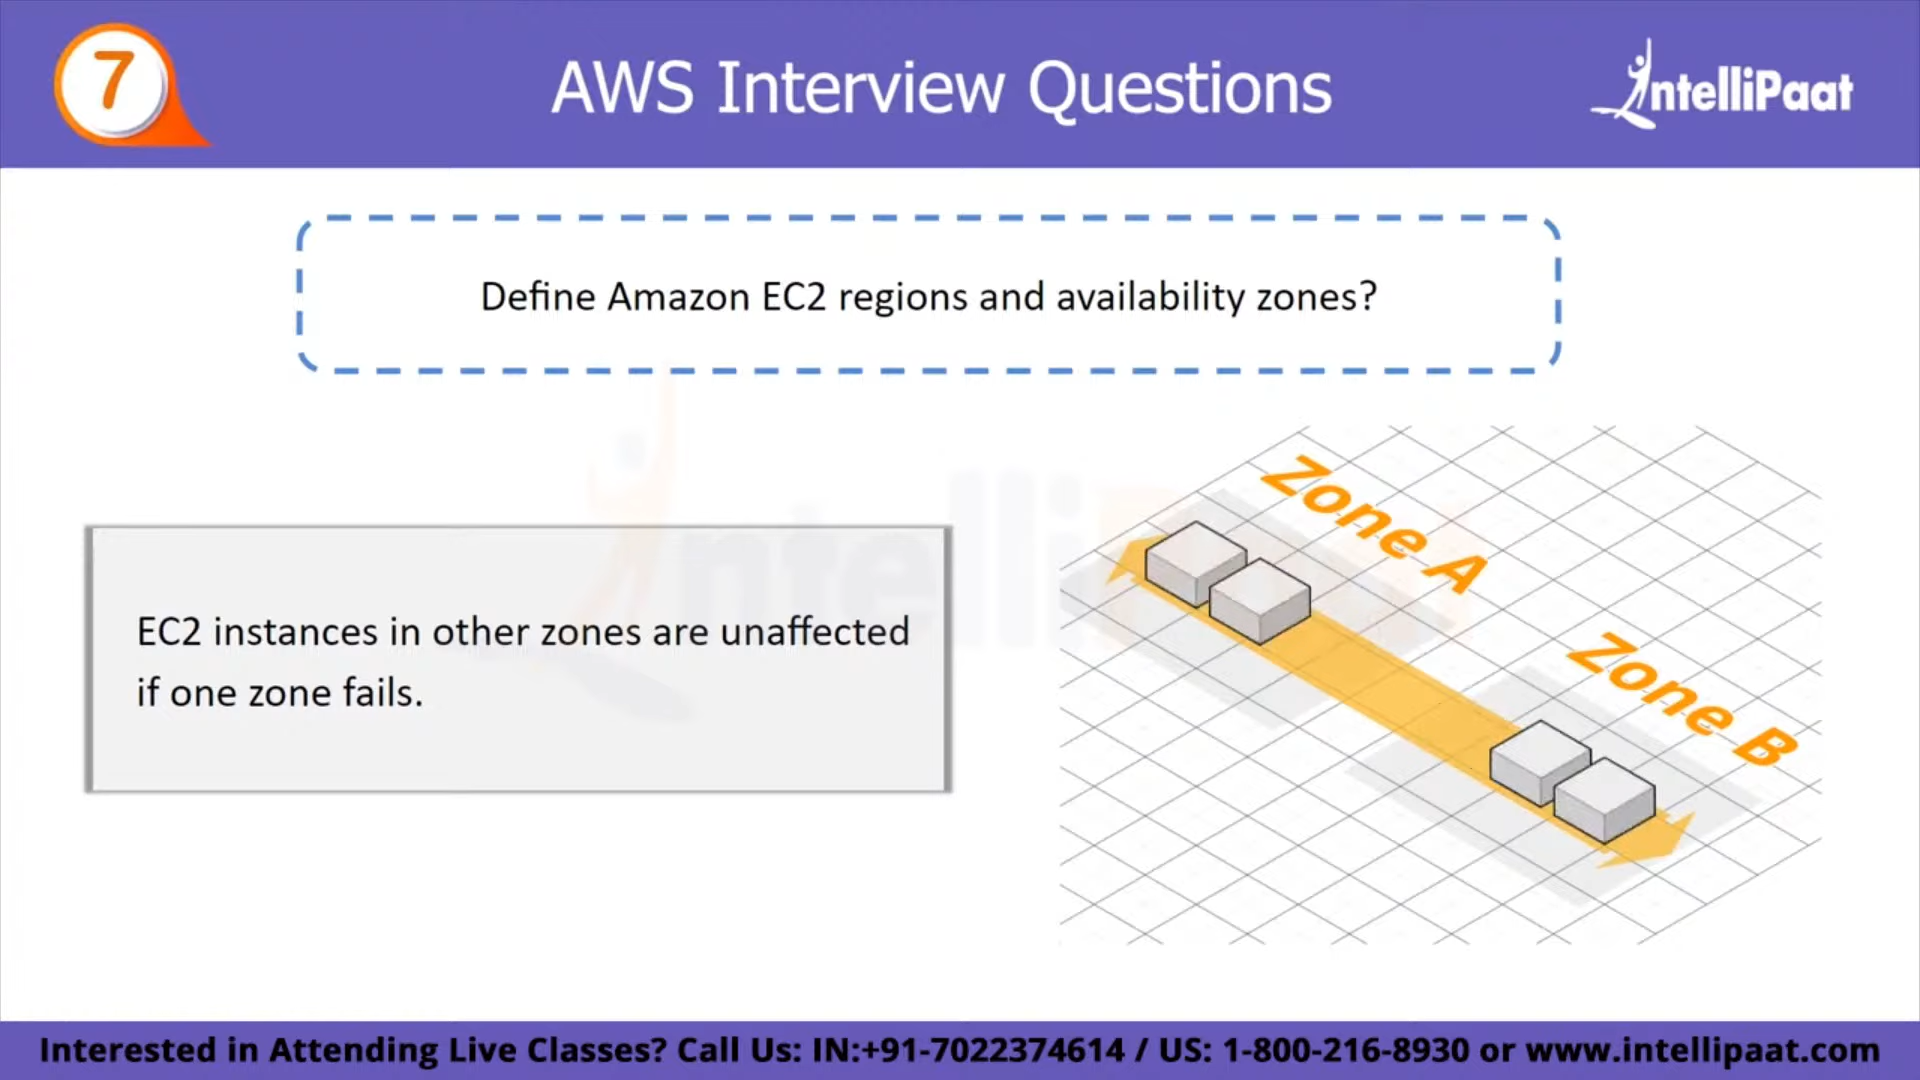 7
AWS Interview Questions
IntelliPaat
Define Amazon EC2 regions and availability zones?
EC2 instances in other zones are unaffected
if one zone fails.
Zone A
Zone B
Interested in Attending Live Classes? Call Us: IN:+91-7022374614 / US: 1-800-216-8930 or www.intellipaat.com